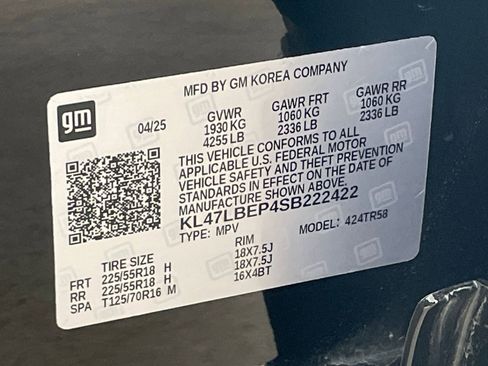 MFD BY GM KOREA COMPANY
gm
04/25
GVWR GAWR FRT GAWR RR
1930 KG 1060 KG 1060 KG
4255 LB 2336 LB 2336 LB
THIS VEHICLE CONFORMS TO ALL
APPLICABLE U.S. FEDERAL MOTOR
VEHICLE SAFETY AND THEFT PREVENTION
STANDARDS IN EFFECT ON THE DATE OF
MANUFACTURE SHOWN ABOVE.
KL47LBEP4SB222422
TYPE: MPV MODEL: 424TR58
TIRE SIZE RIM
FRT 225/55R18 H 18X7.5J
RR 225/55R18 H 18X7.5J
SPA T125/70R16 M 16X4BT